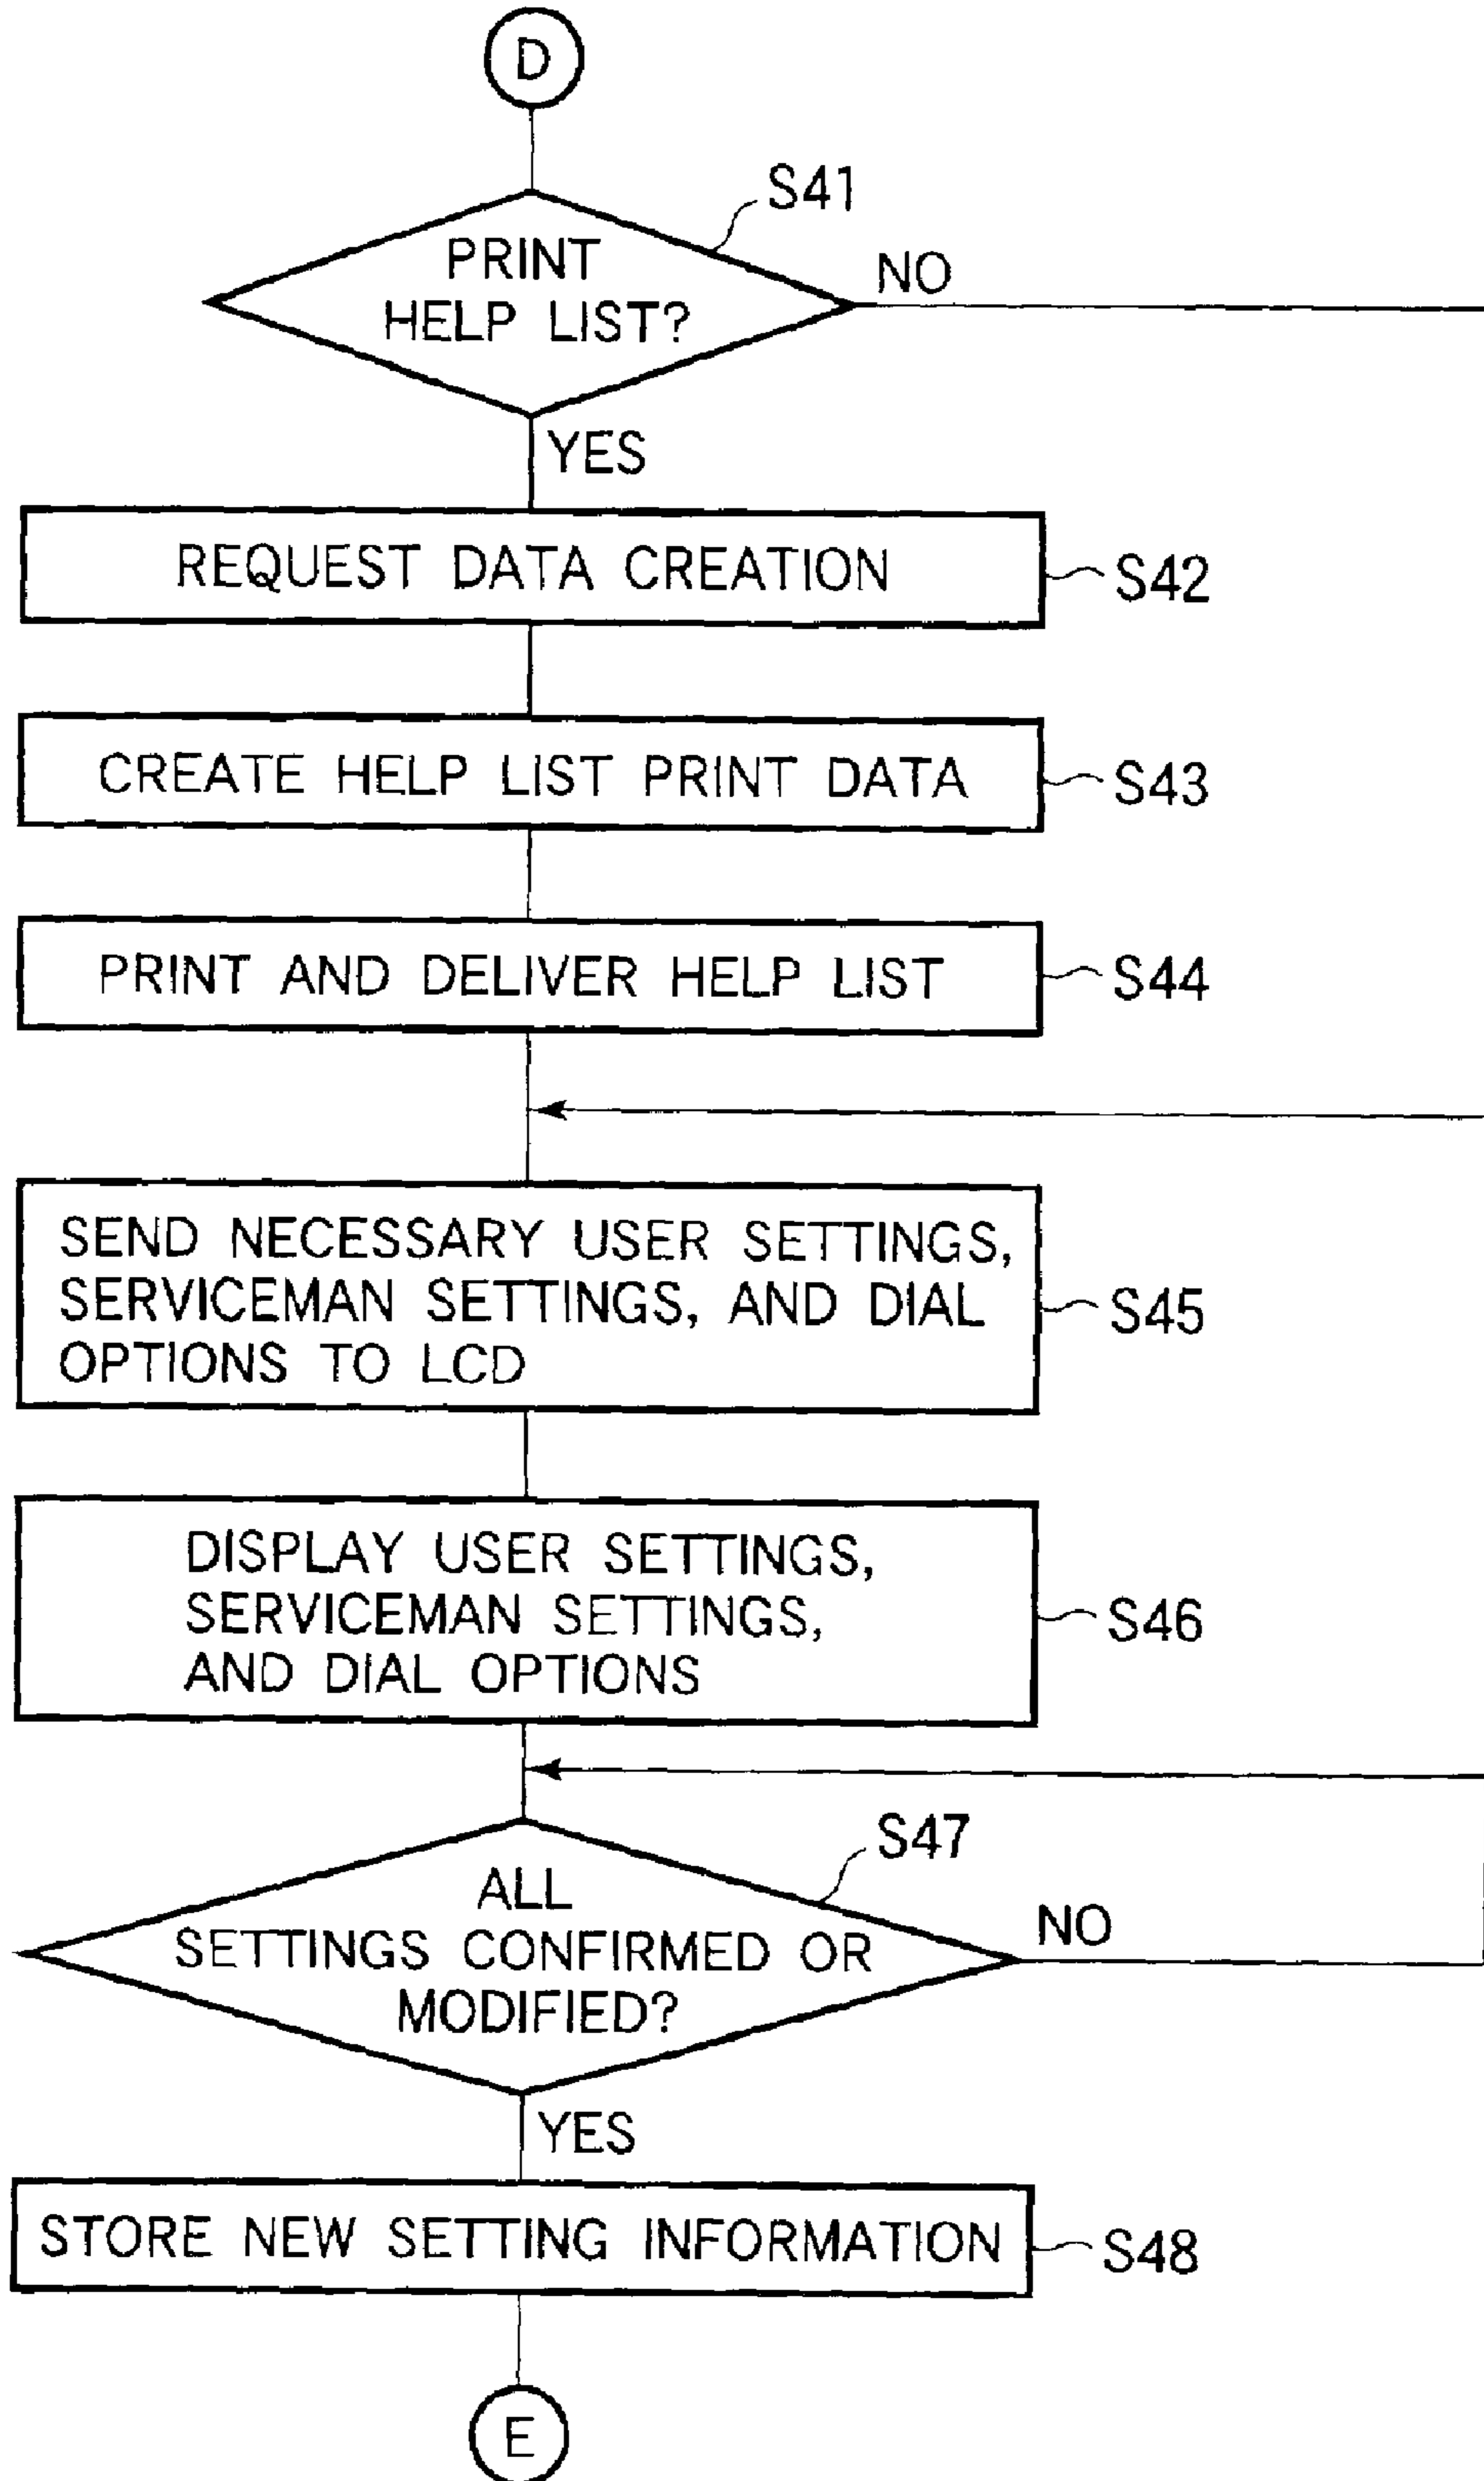 D
S41
PRINT
HELP LIST?
NO
YES
REQUEST DATA CREATION
S42
CREATE HELP LIST PRINT DATA
S43
PRINT AND DELIVER HELP LIST
S44
SEND NECESSARY USER SETTINGS,
SERVICEMAN SETTINGS, AND DIAL
OPTIONS TO LCD
S45
DISPLAY USER SETTINGS,
SERVICEMAN SETTINGS,
AND DIAL OPTIONS
S46
S47
ALL
SETTINGS CONFIRMED OR
MODIFIED?
NO
YES
STORE NEW SETTING INFORMATION
S48
E